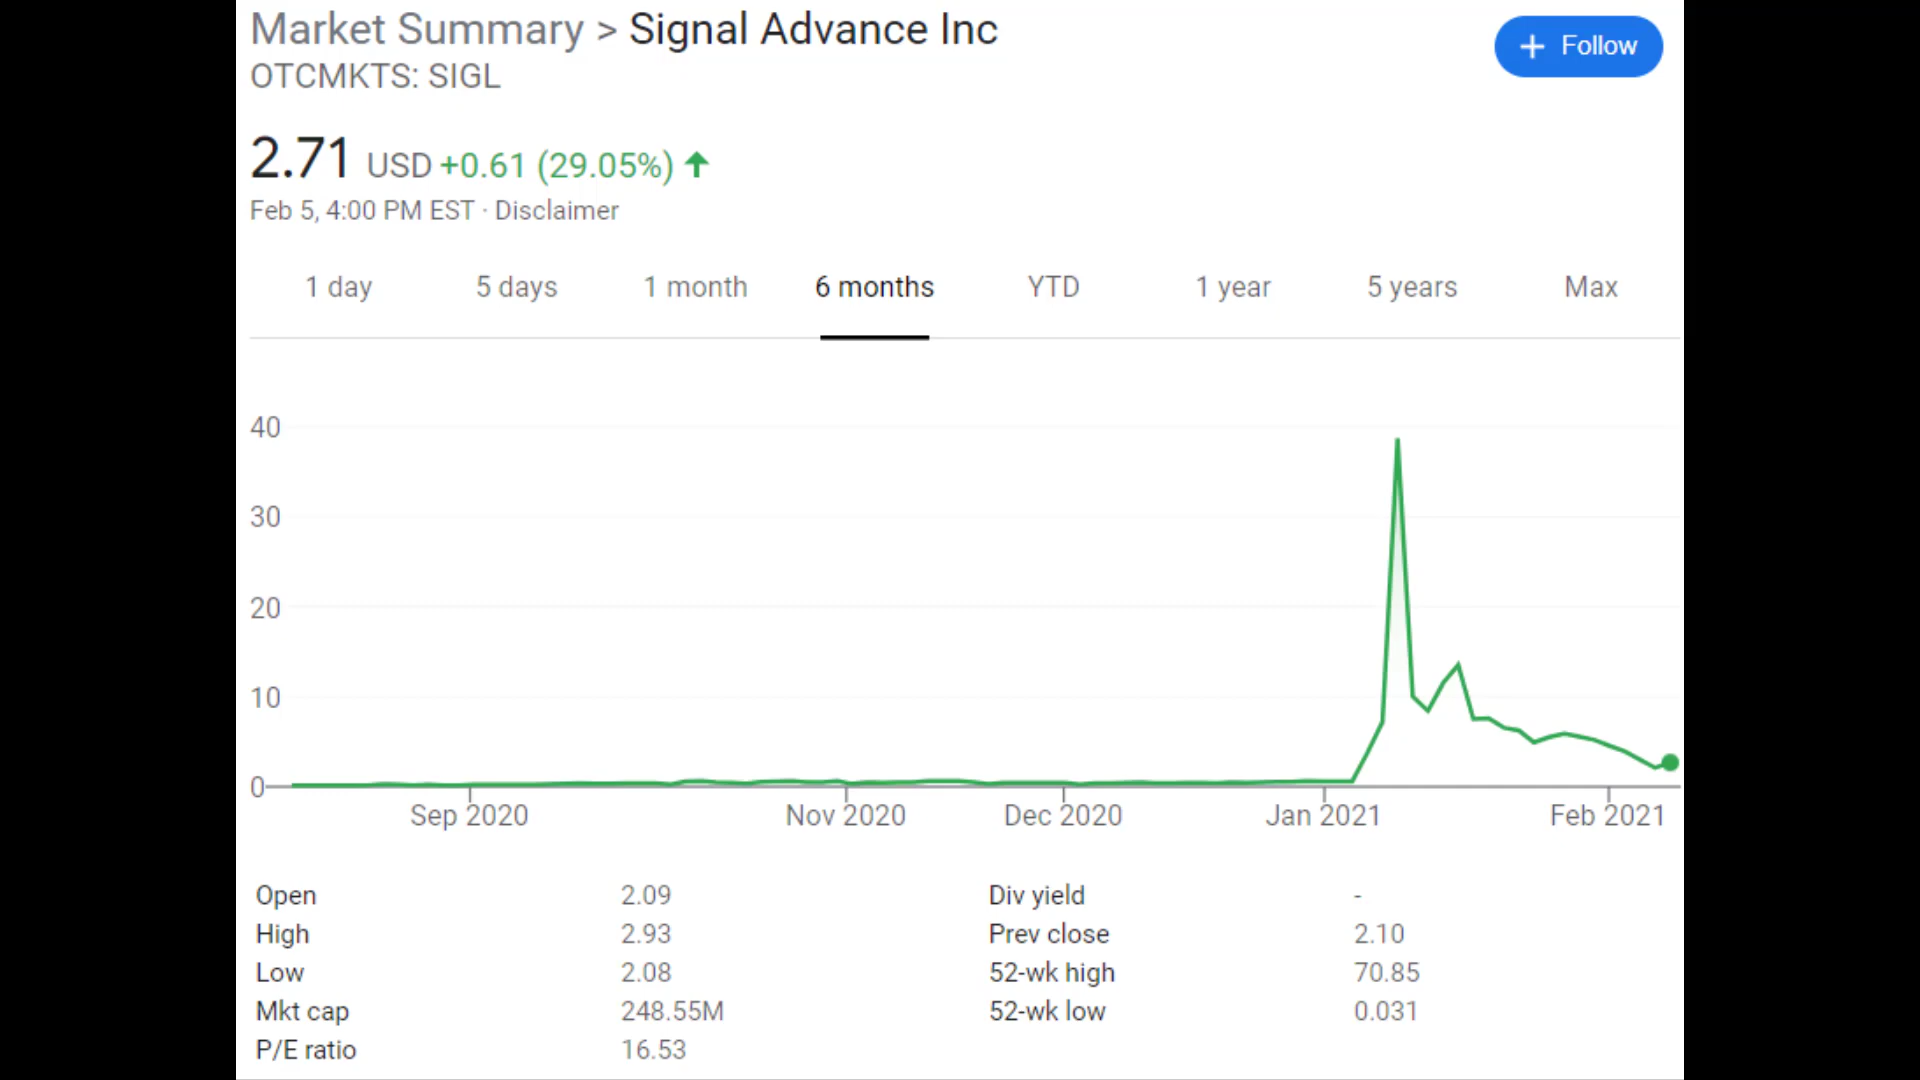 Market Summary > Signal Advance Inc
OTCMKTS: SIGL
+ Follow
2.71 USD +0.61 (29.05%) ↑
Feb 5, 4:00 PM EST · Disclaimer
1 day 5 days 1 month 6 months YTD 1 year 5 years Max
40
30
20
10
0
Sep 2020 Nov 2020 Dec 2020 Jan 2021 Feb 2021
Open 2.09 Div yield -
High 2.93 Prev close 2.10
Low 2.08 52-wk high 70.85
Mkt cap 248.55M 52-wk low 0.031
P/E ratio 16.53